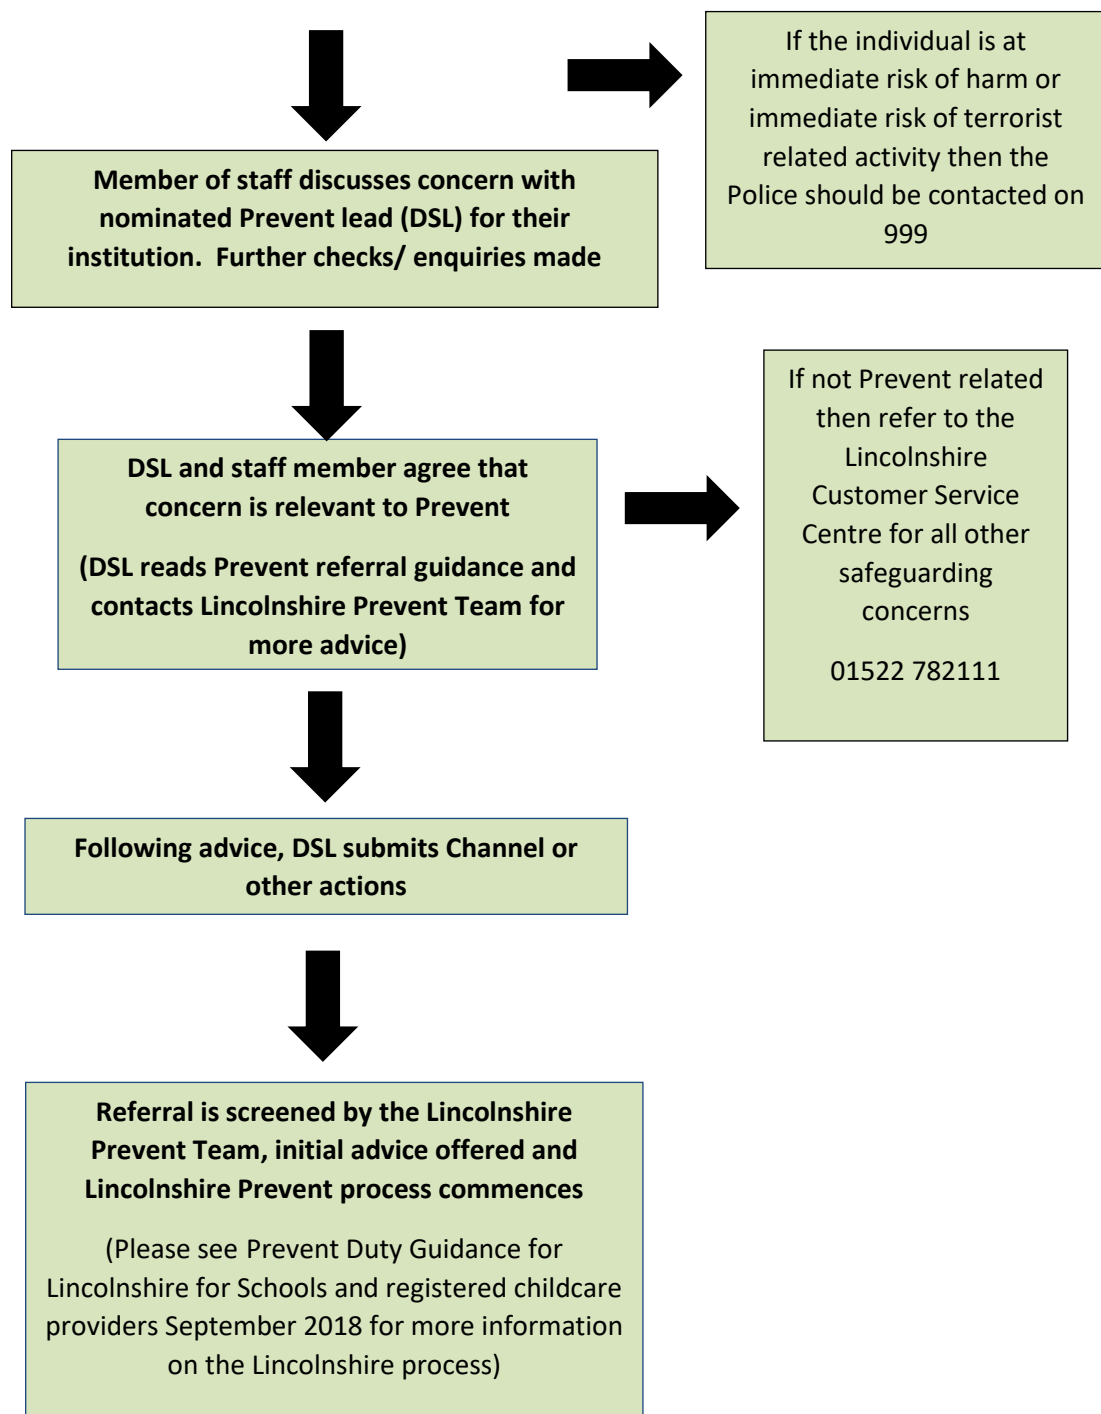 If the individual is at
immediate risk of harm or
immediate risk of terrorist
related activity then the
Police should be contacted on
999
Member of staff discusses concern with
nominated Prevent lead (DSL) for their
institution.  Further checks/ enquiries made
DSL and staff member agree that
concern is relevant to Prevent
(DSL reads Prevent referral guidance and
contacts Lincolnshire Prevent Team for
more advice)
If not Prevent related
then refer to the
Lincolnshire
Customer Service
Centre for all other
safeguarding
concerns
01522 782111
Following advice, DSL submits Channel or
other actions
Referral is screened by the Lincolnshire
Prevent Team, initial advice offered and
Lincolnshire Prevent process commences
(Please see Prevent Duty Guidance for
Lincolnshire for Schools and registered childcare
providers September 2018 for more information
on the Lincolnshire process)